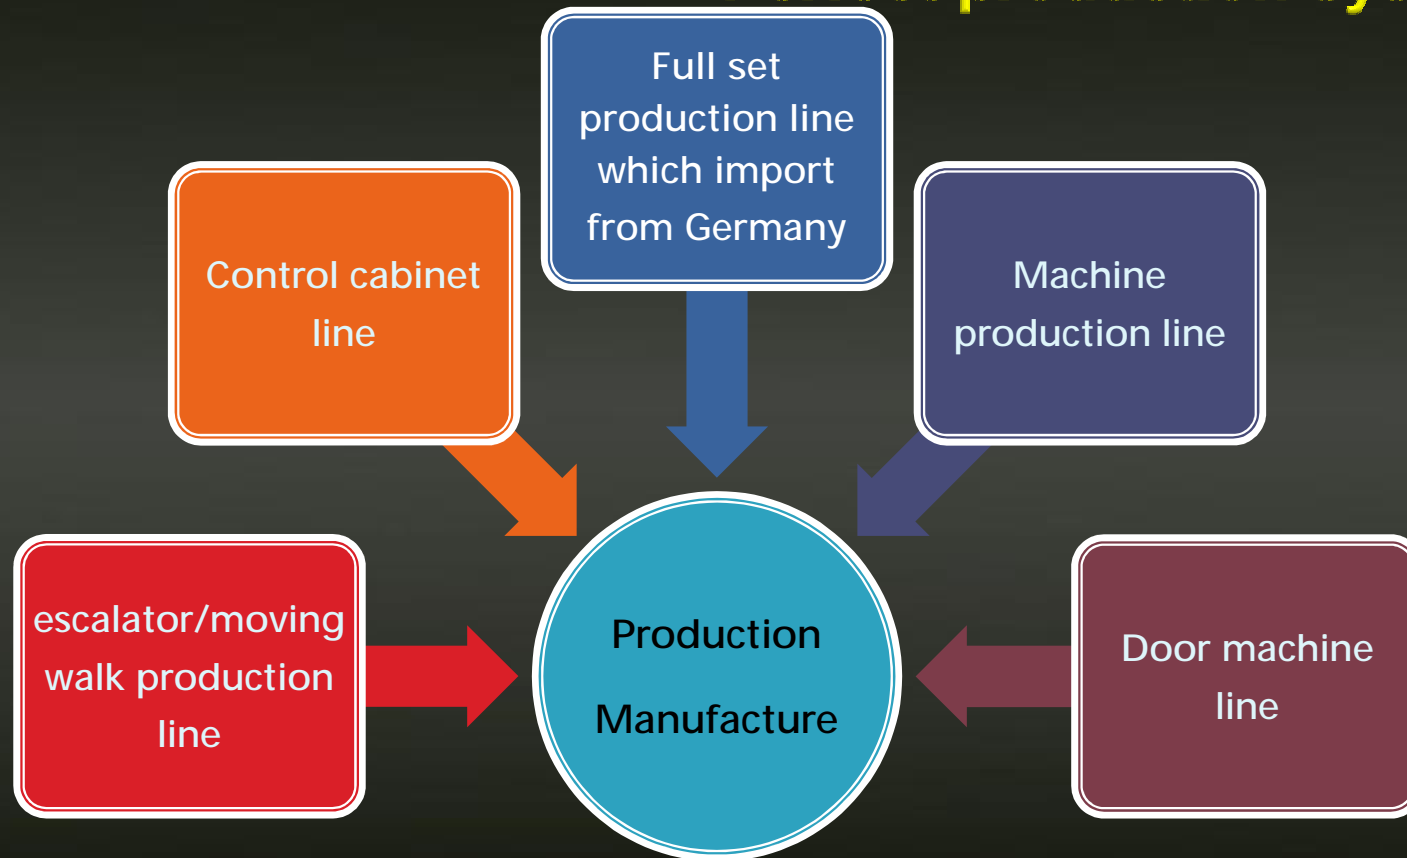 Full set
production line
which import
from Germany
Control cabinet
line
Machine
production line
escalator/moving
walk production
line
Production
Manufacture
Door machine
line